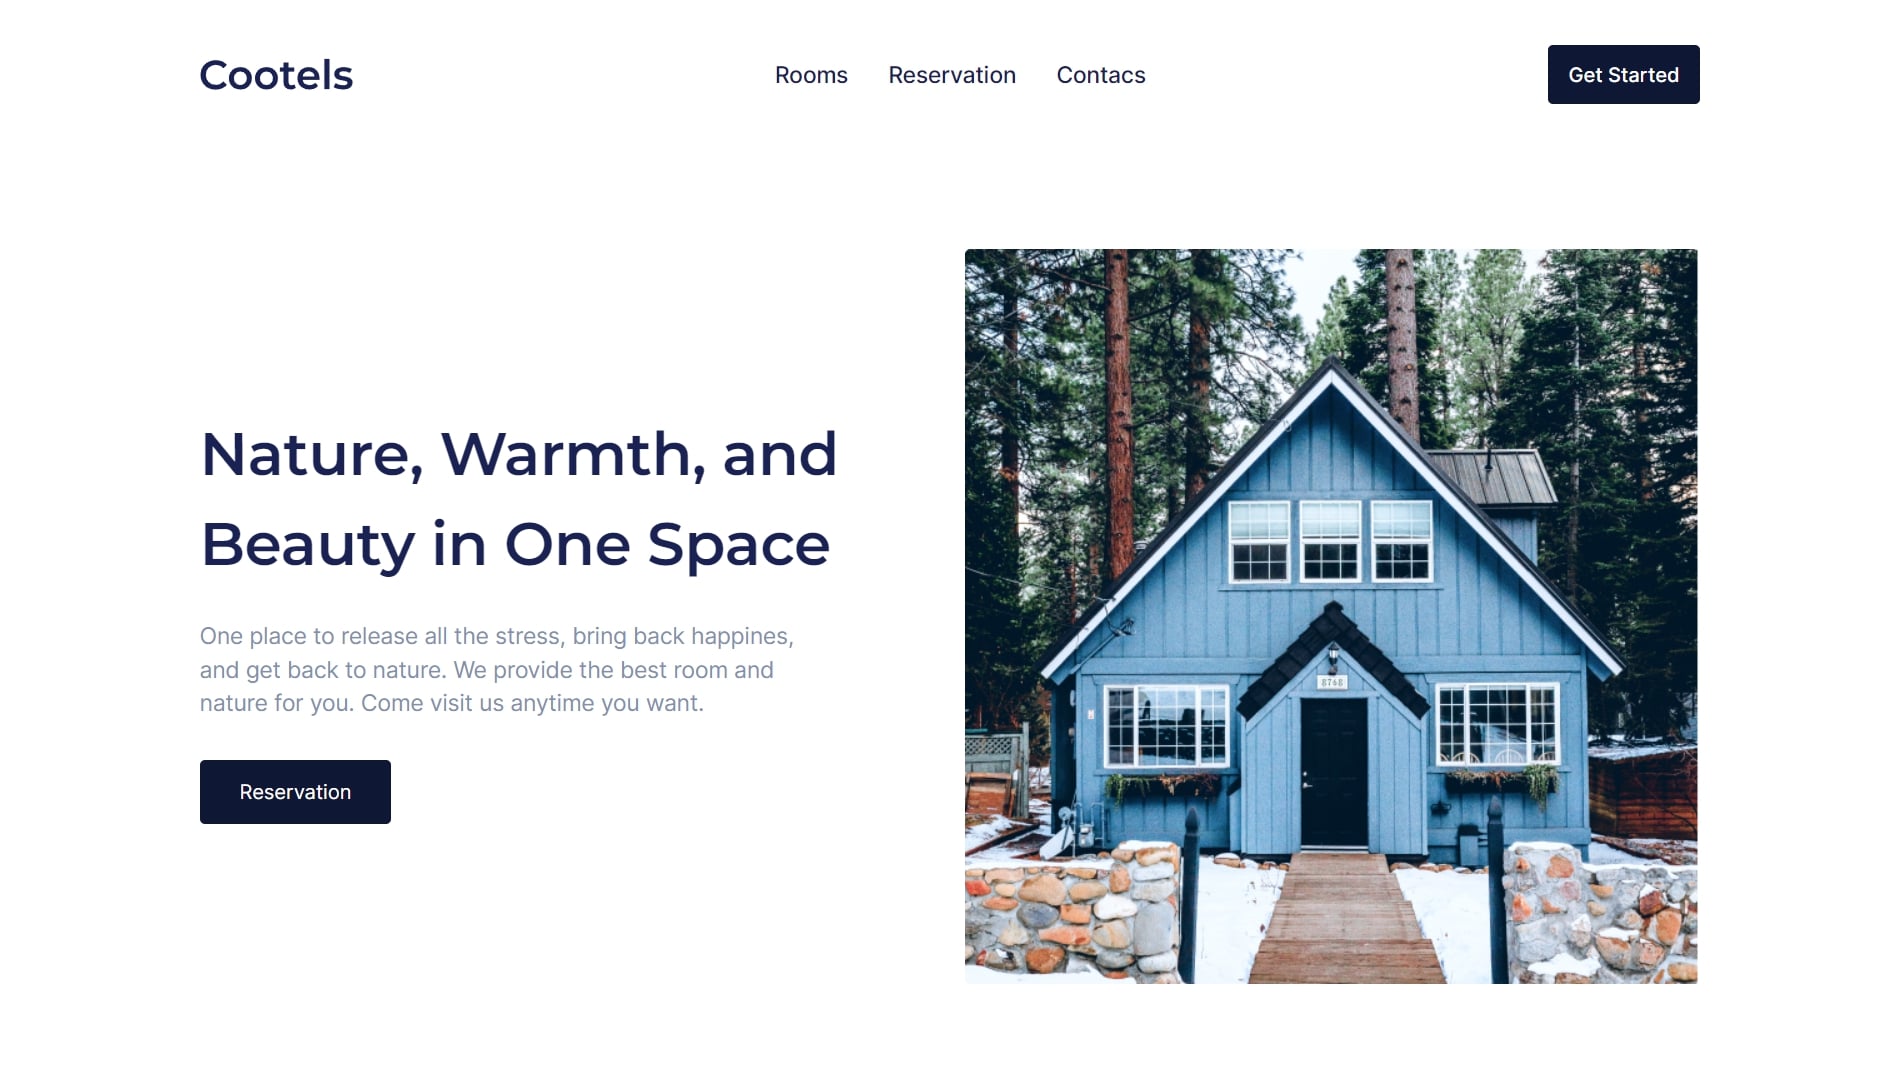 Cootels
Rooms
Reservation
Contacs
Get Started
Nature, Warmth, and
Beauty in One Space
One place to release all the stress, bring back happines,
and get back to nature. We provide the best room and
nature for you. Come visit us anytime you want.
Reservation
8768